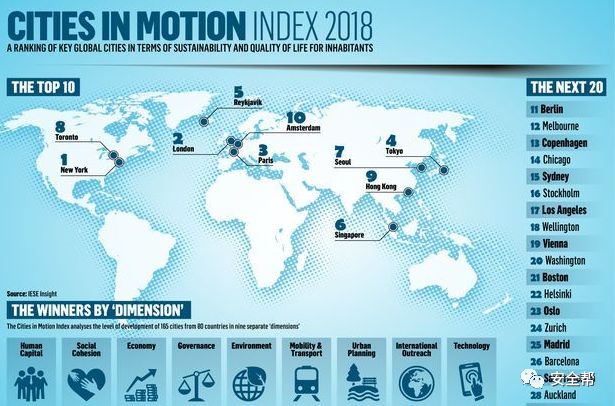 CITIES IN MOTION INDEX 2018
A RANKING OF KEY GLOBAL CITIES IN TERMS OF SUSTAINABILITY AND QUALITY OF LIFE FOR INHABITANTS
THE TOP 10
5
Reykjavik
10
Amsterdam
8
Toronto
2
London
4
Tokyo
1
New York
3
Paris
7
Seoul
9
Hong Kong
6
Singapore
THE NEXT 20
11 Berlin
12 Melbourne
13 Copenhagen
14 Chicago
15 Sydney
16 Stockholm
17 Los Angeles
18 Wellington
19 Vienna
20 Washington
21 Boston
22 Helsinki
23 Oslo
24 Zurich
25 Madrid
26 Barcelona
28 Auckland
Source: IESE Insight
THE WINNERS BY 'DIMENSION'
The Cities in Motion Index analyses the level of development of 165 cities from 80 countries in nine separate 'dimensions'
Human Capital
Social Cohesion
Economy
Governance
Environment
Mobility & Transport
Urban Planning
International Outreach
Technology
安全帮